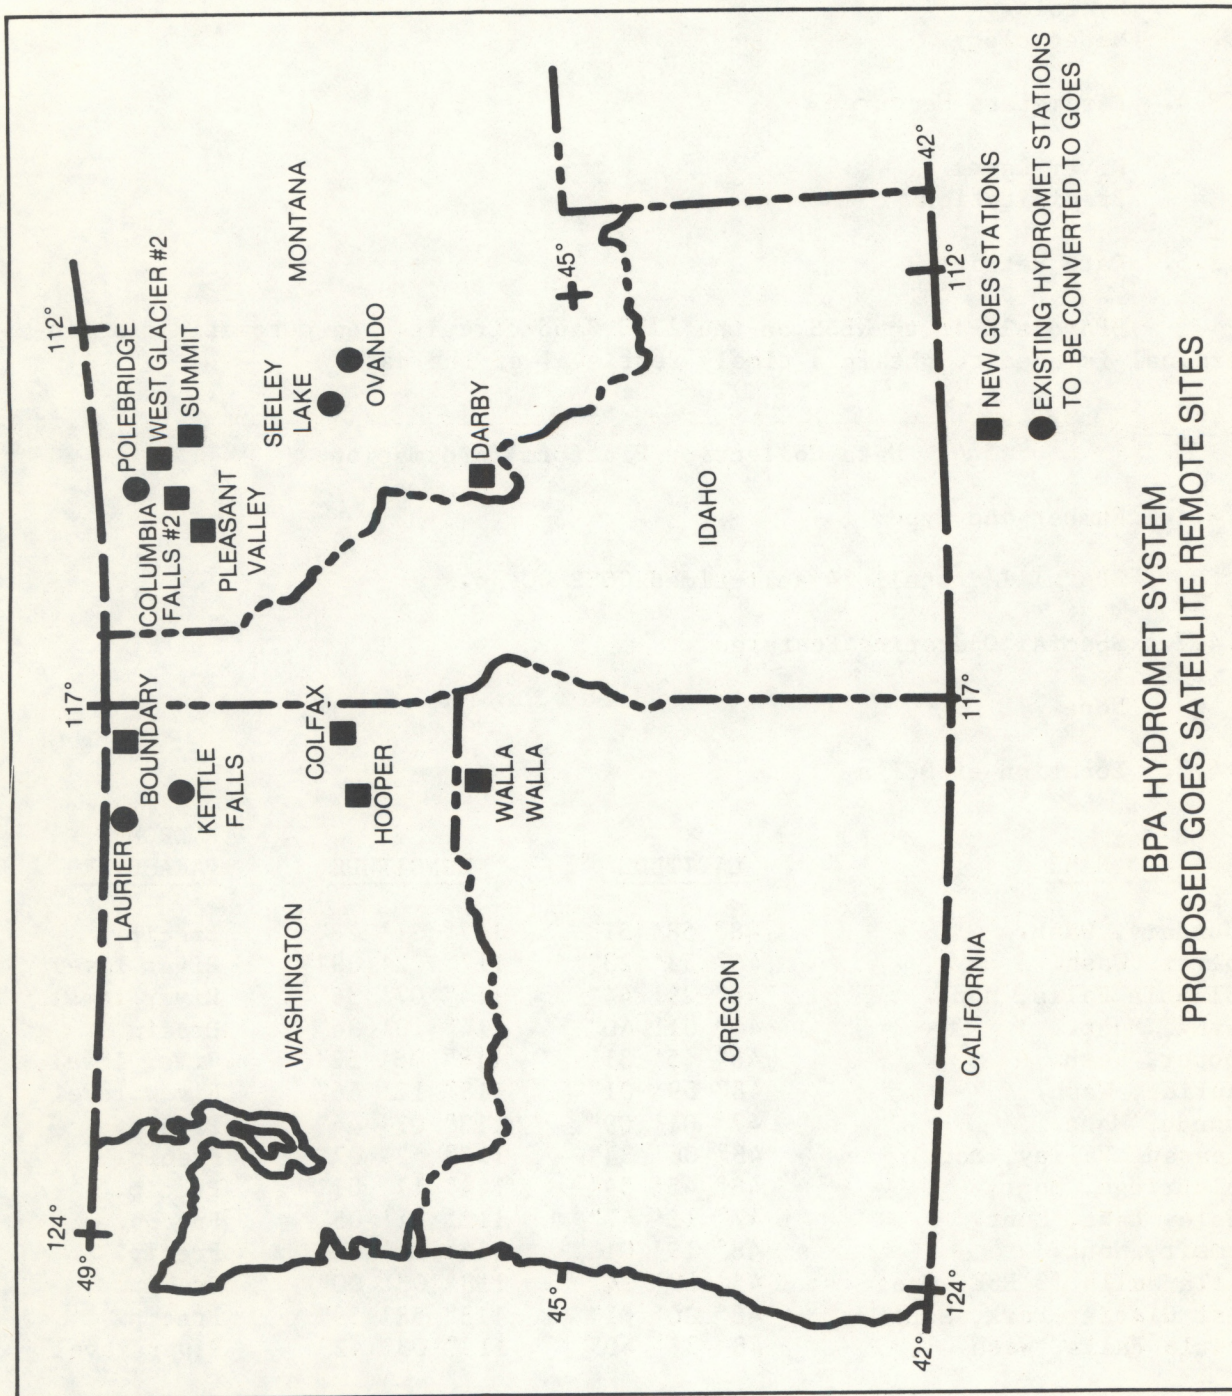 124°
117°
112°
49°
LAURIER
BOUNDARY
KETTLE
FALLS
COLUMBIA
FALLS #2
POLEBRIDGE
WEST GLACIER #2
SUMMIT
PLEASANT
VALLEY
WASHINGTON
COLFAX
HOOPER
SEELEY
LAKE
OVANDO
MONTANA
WALLA
WALLA
DARBY
45°
45°
OREGON
IDAHO
42°
124°
CALIFORNIA
117°
112°
42°
NEW GOES STATIONS
EXISTING HYDROMET STATIONS
TO BE CONVERTED TO GOES
BPA HYDROMET SYSTEM
PROPOSED GOES SATELLITE REMOTE SITES